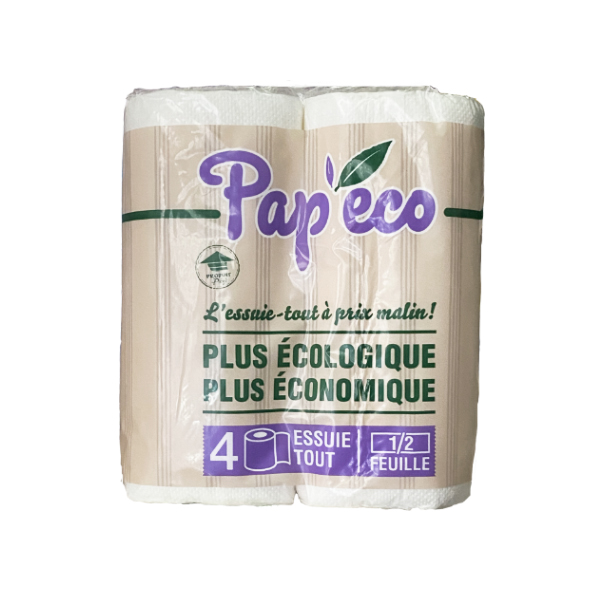 Pap'eco
L'essuie-tout à prix malin!
PLUS ÉCOLOGIQUE
PLUS ÉCONOMIQUE
4 ESSUIE TOUT
1/2 FEUILLE